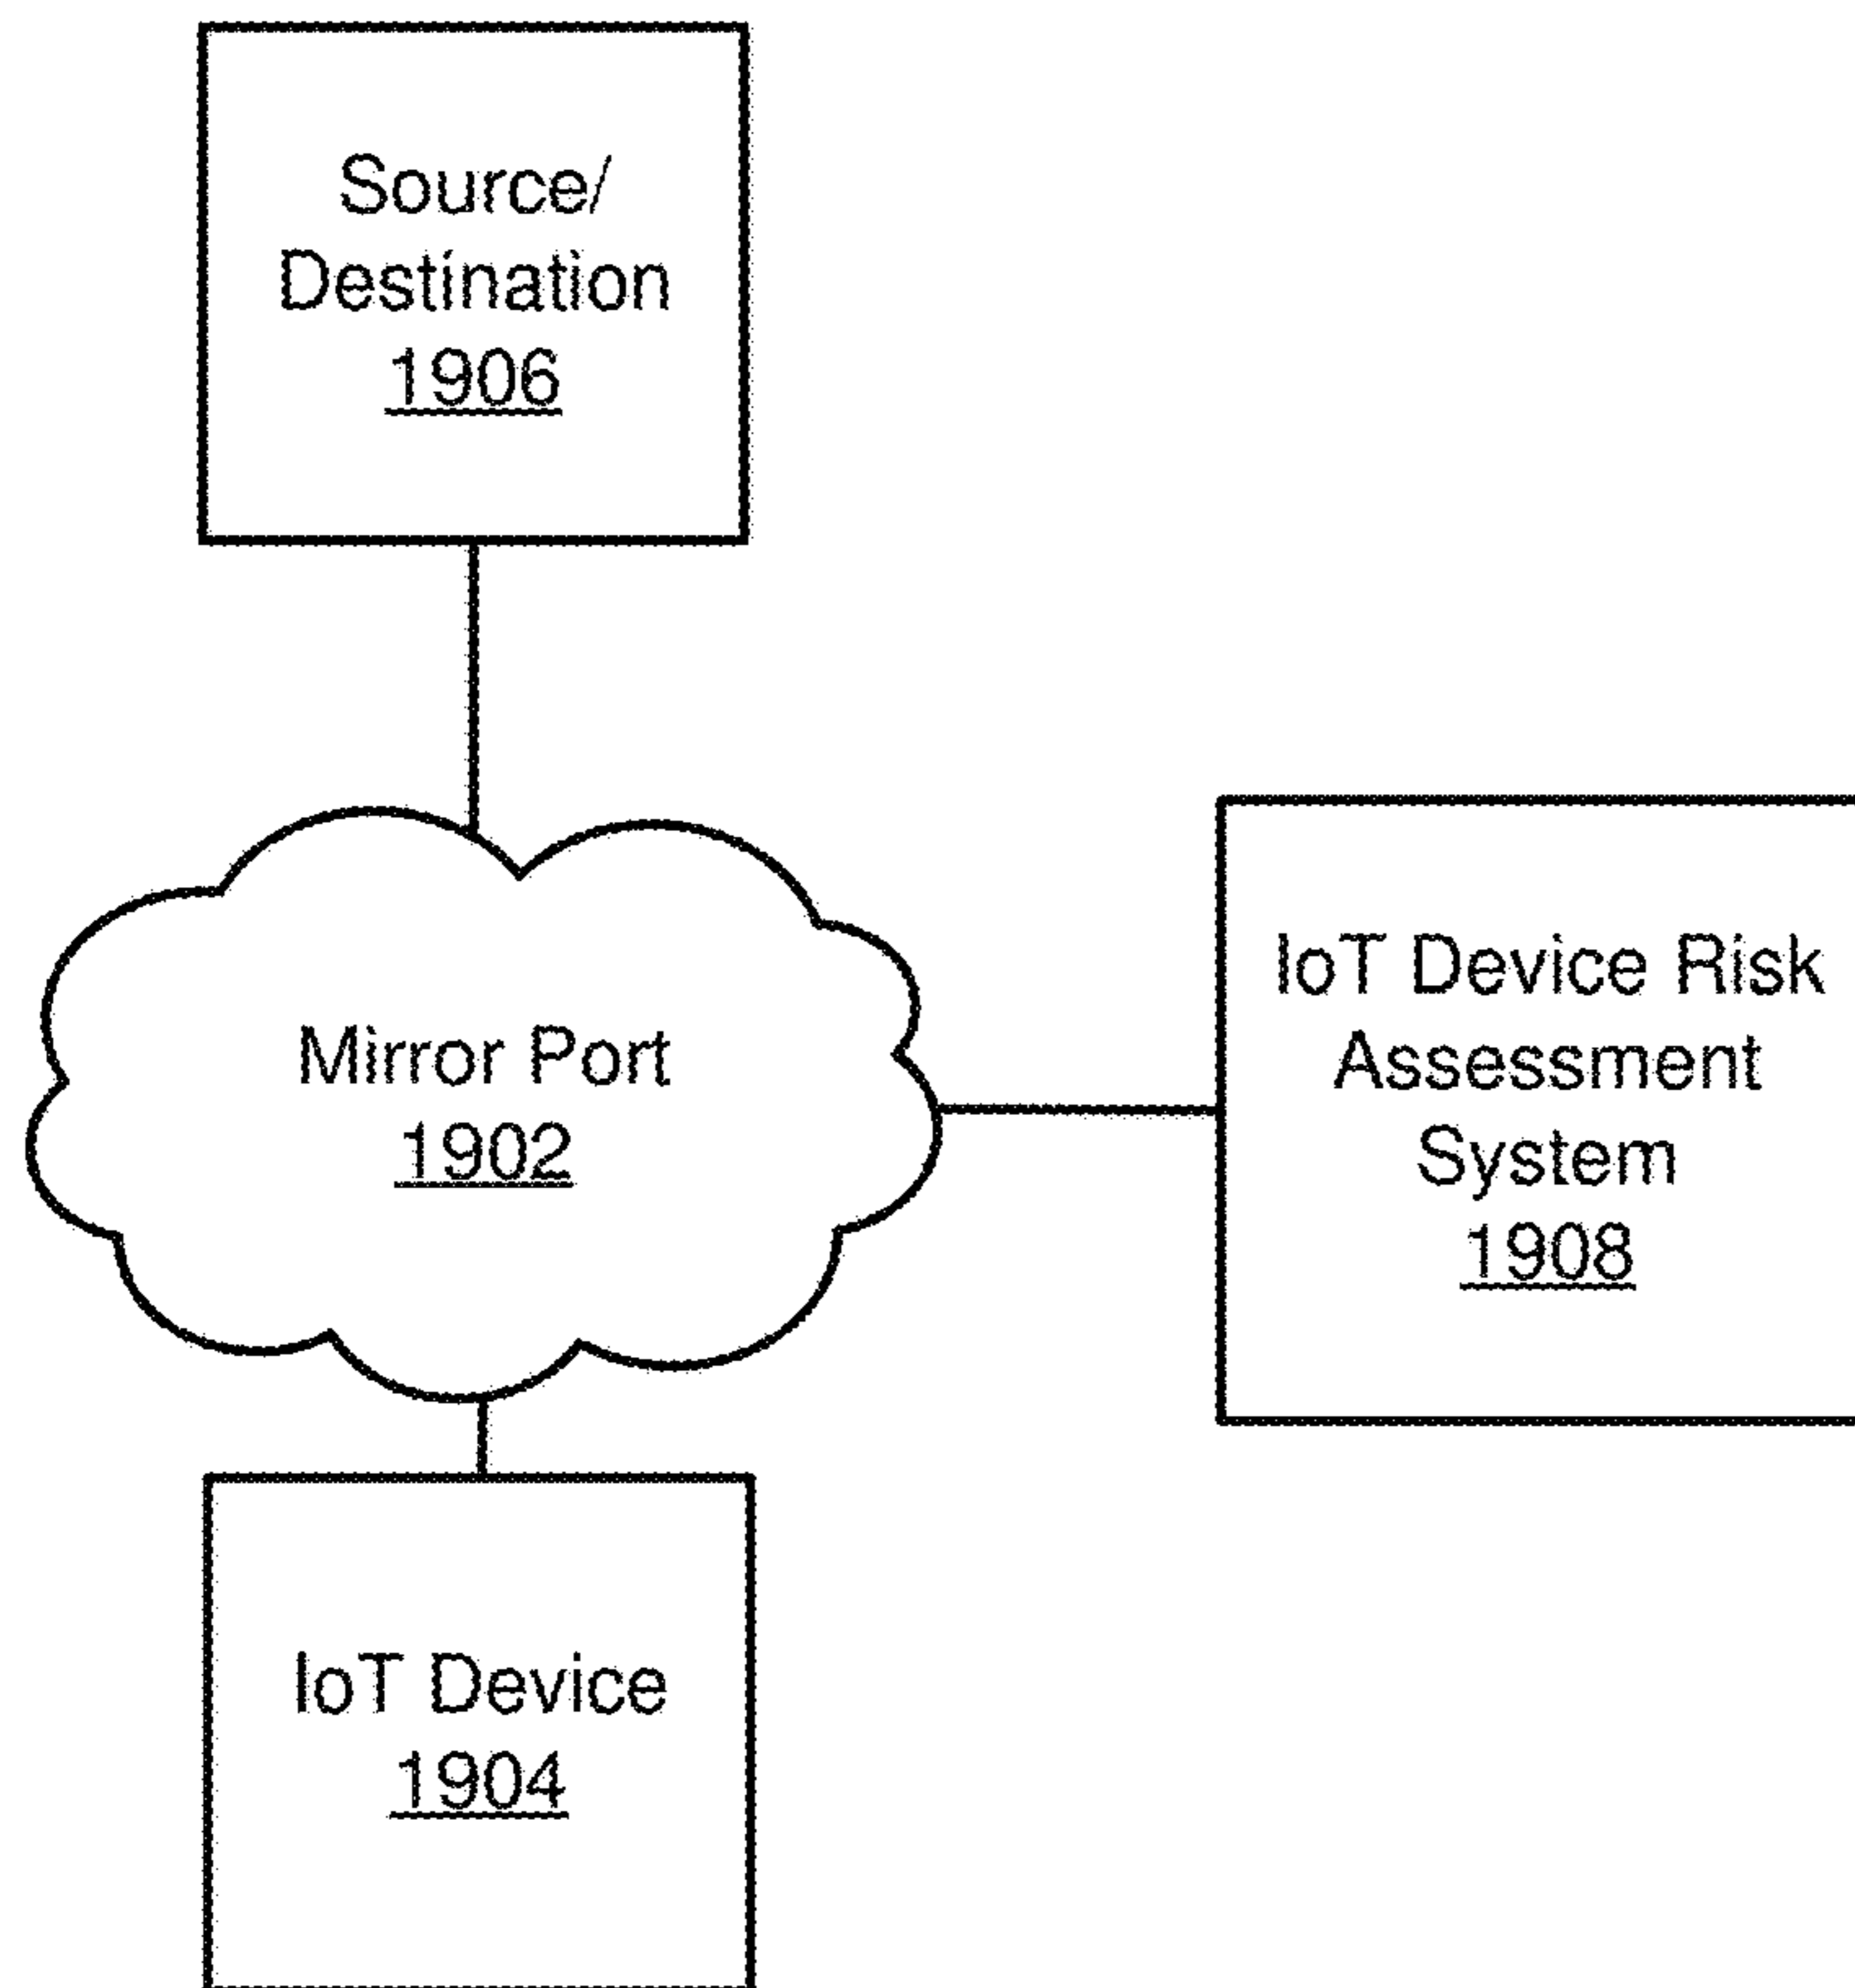 Source/
Destination
1906
Mirror Port
1902
IoT Device Risk
Assessment
System
1908
IoT Device
1904